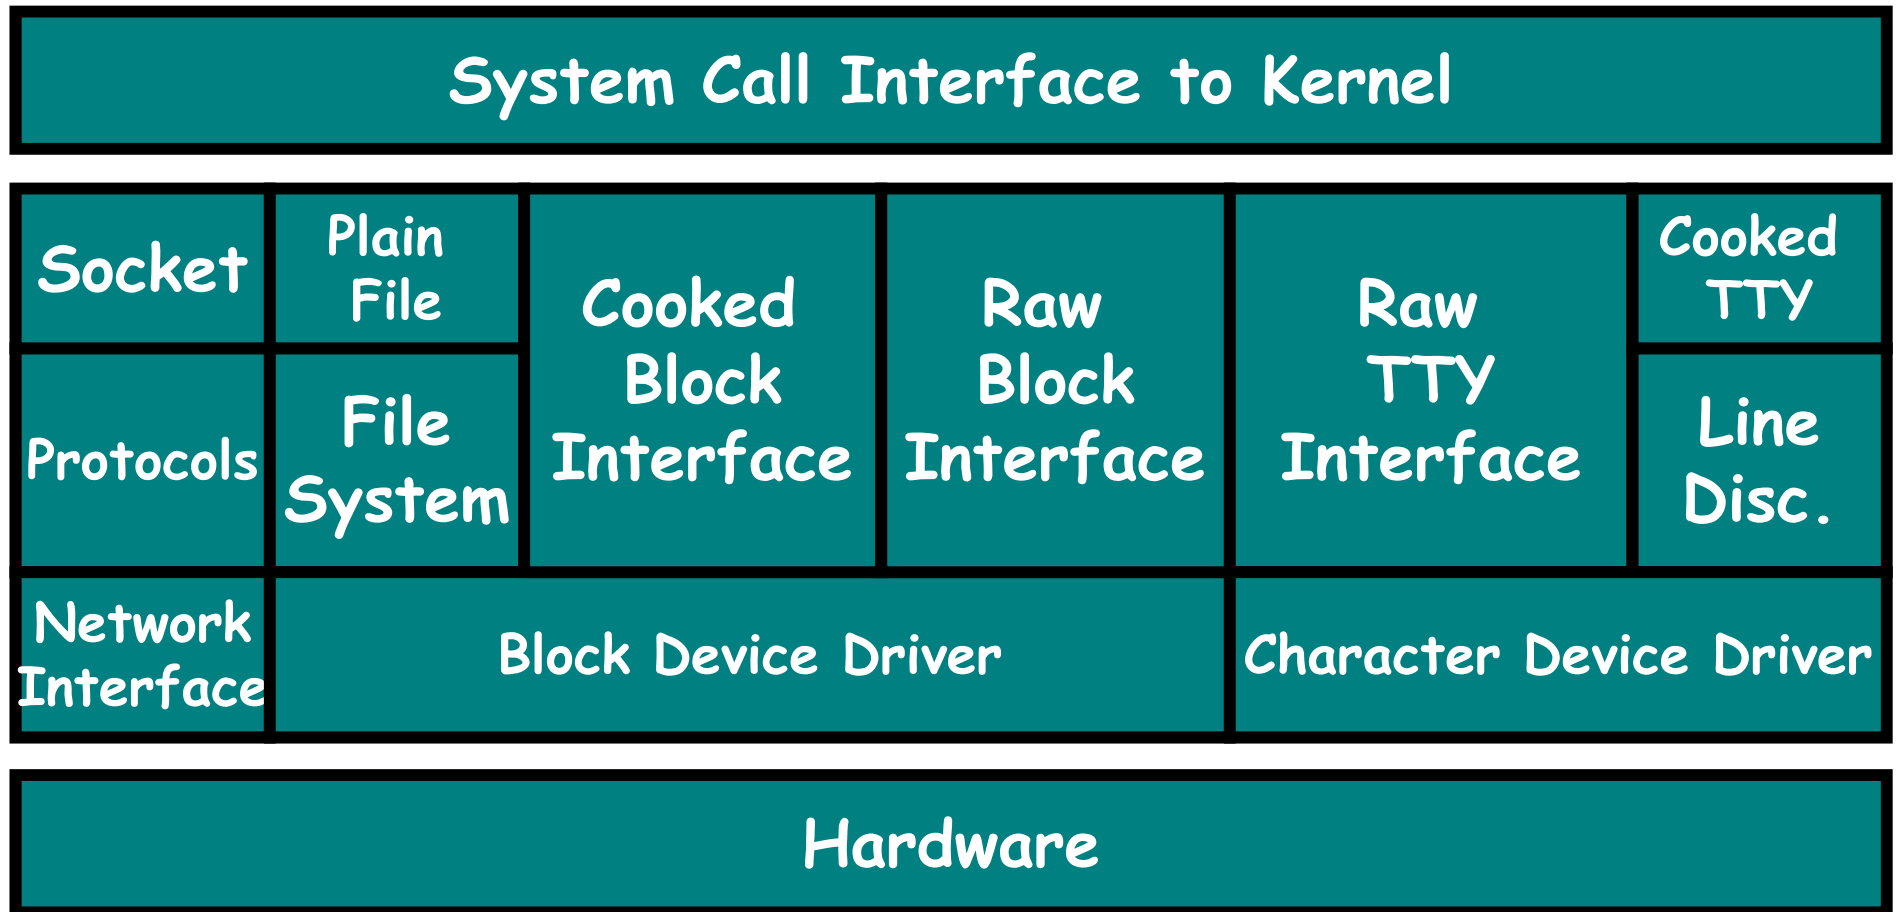 System Call Interface to Kernel
Socket
Plain
File
Cooked
Block
Interface
Raw
Block
Interface
Raw
TTY
Interface
Cooked
TTY
Protocols
File
System
Line
Disc.
Network
Interface
Block Device Driver
Character Device Driver
Hardware